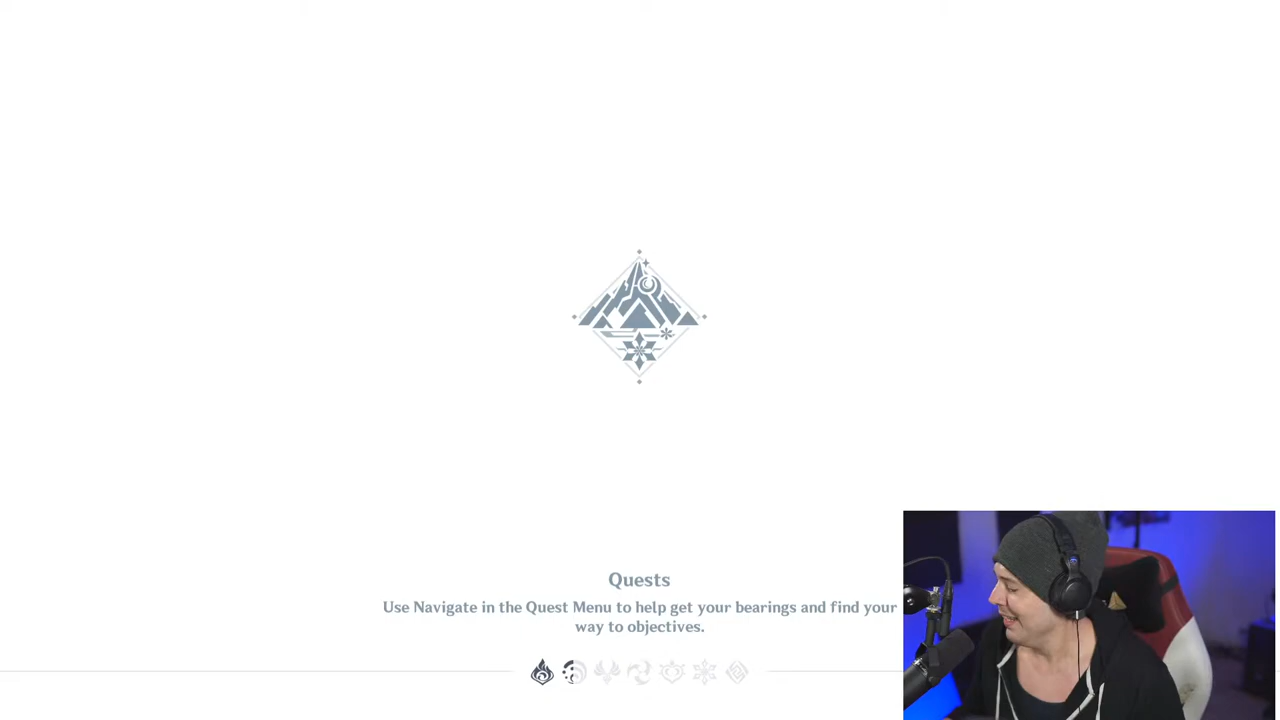 Quests
Use Navigate in the Quest Menu to help get your bearings and find your
way to objectives.